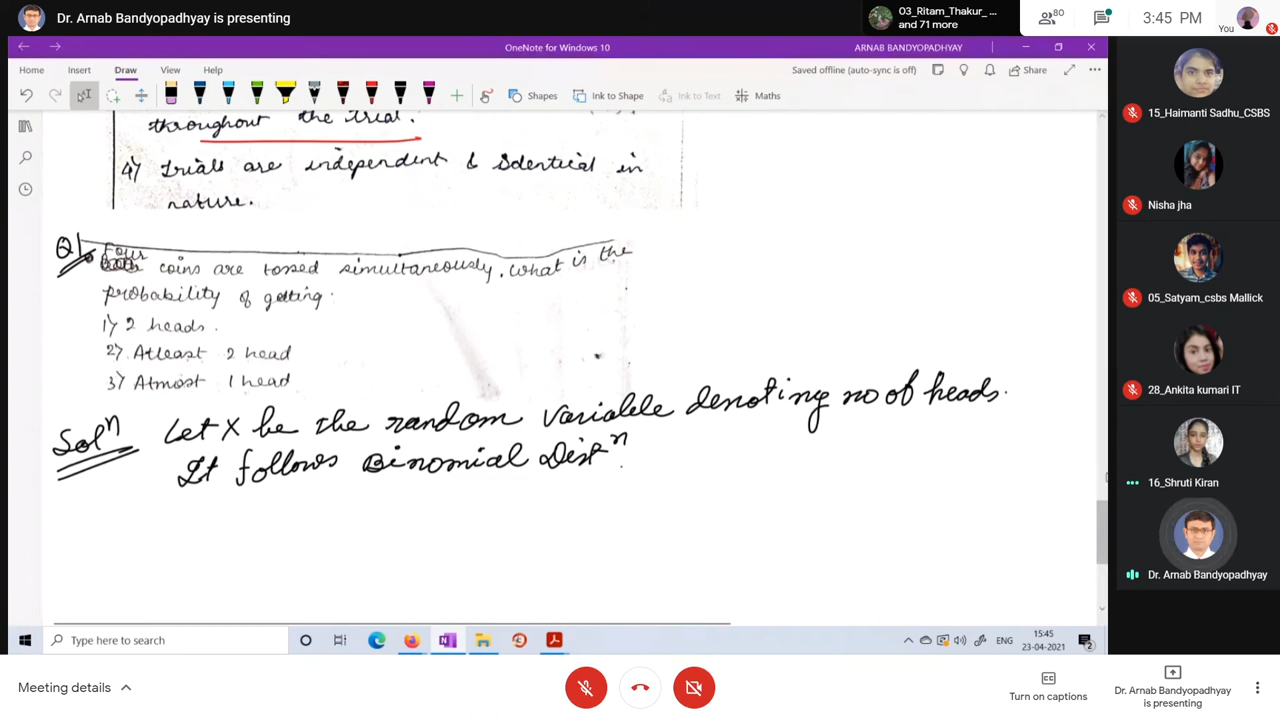 Dr. Arnab Bandyopadhyay is presenting
03_Ritam_Thakur_ ...
and 71 more
80
3:45 PM
You
OneNote for Windows 10
ARNAB BANDYOPADHYAY
Home
Insert
Draw
View
Help
Saved offline (auto-sync is off)
Share
Shapes
Ink to Shape
Ink to Text
Maths
throughout the trial.
4) Trials are independent & identical in
nature.
Q1. Four coins are tossed simultaneously. What is the
probability of getting.
1) 2 heads.
2) Atleast 2 head
3) Atmost 1 head
Solⁿ Let X be the random variable denoting no of heads.
It follows Binomial Distⁿ.
15_Haimanti Sadhu_CSBS
Nisha jha
05_Satyam_csbs Mallick
28_Ankita kumari IT
16_Shruti Kiran
Dr. Arnab Bandyopadhyay
Type here to search
ENG
15:45
23-04-2021
2
Meeting details
Turn on captions
Dr. Arnab Bandyopadhyay
is presenting